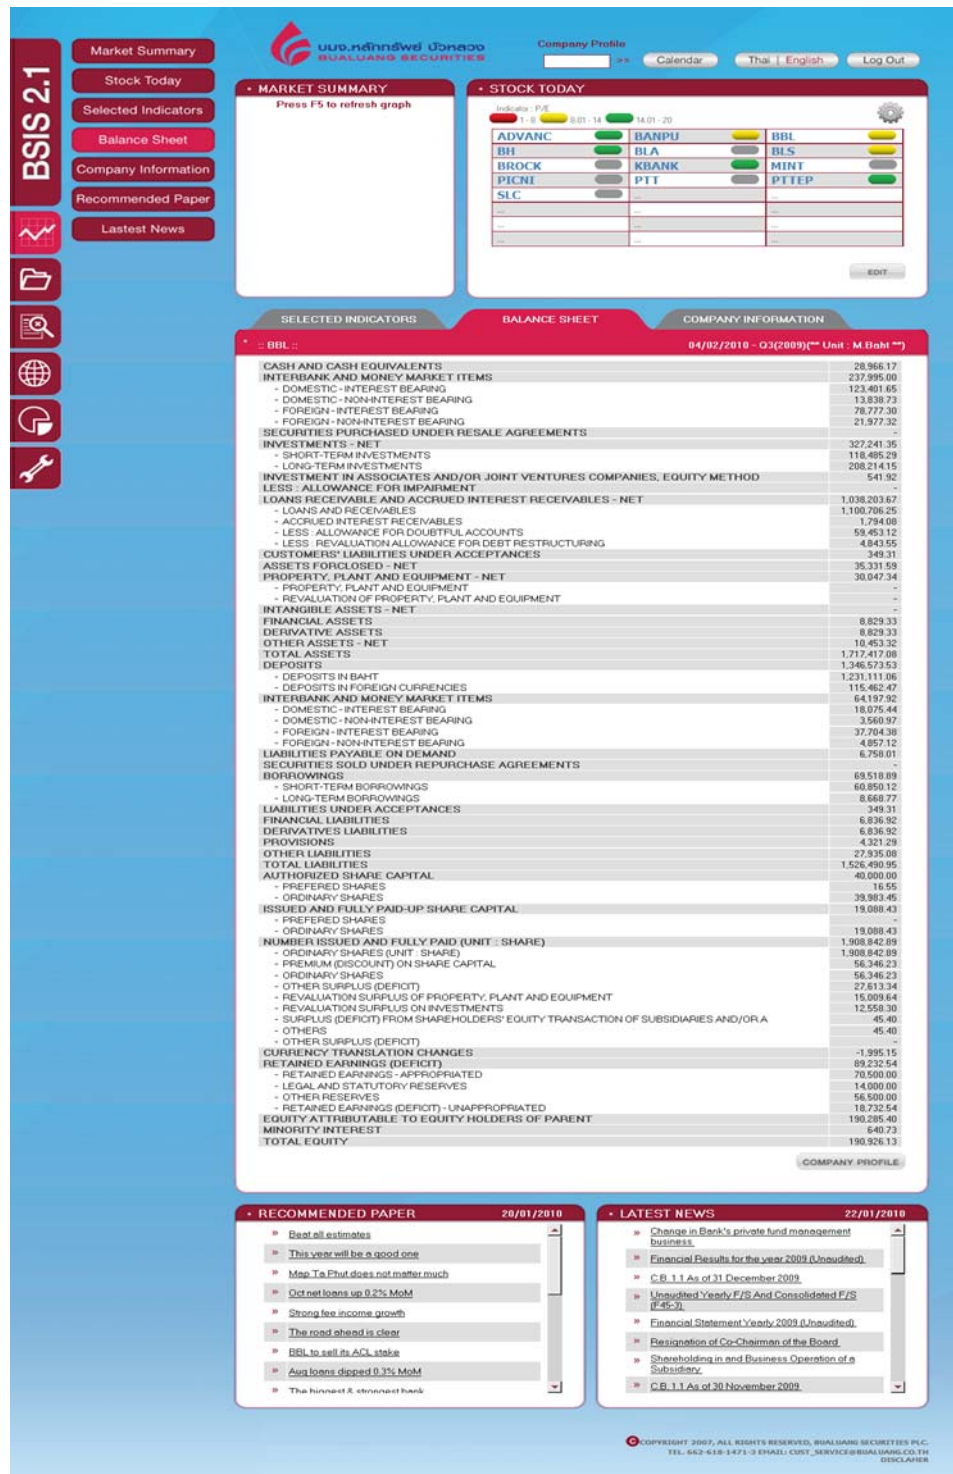 BSIS 2.1
Market Summary
Stock Today
Selected Indicators
Balance Sheet
Company Information
Recommended Paper
Lastest News
บมจ.หลักทรัพย์ บัวหลวง
BUALUANG SECURITIES
Company Profile
>>
Calendar
Thai | English
Log Out
• MARKET SUMMARY
Press F5 to refresh graph
• STOCK TODAY
Indicator : P/E
1 - 8 8.01 - 14 14.01 - 20
ADVANC BANPU BBL
BH BLA BLS
BROCK KBANK MINT
PICNI PTT PTTEP
SLC ... ...
... ... ...
... ... ...
... ... ...
EDIT
SELECTED INDICATORS BALANCE SHEET COMPANY INFORMATION
:: BBL :: 04/02/2010 - Q3(2009)(** Unit : M.Baht **)
CASH AND CASH EQUIVALENTS 28,966.17
INTERBANK AND MONEY MARKET ITEMS 237,995.00
- DOMESTIC - INTEREST BEARING 123,401.65
- DOMESTIC - NON-INTEREST BEARING 13,838.73
- FOREIGN - INTEREST BEARING 78,777.30
- FOREIGN - NON-INTEREST BEARING 21,977.32
SECURITIES PURCHASED UNDER RESALE AGREEMENTS -
INVESTMENTS - NET 327,241.35
- SHORT-TERM INVESTMENTS 118,485.29
- LONG-TERM INVESTMENTS 208,214.15
INVESTMENT IN ASSOCIATES AND/OR JOINT VENTURES COMPANIES, EQUITY METHOD 541.92
LESS : ALLOWANCE FOR IMPAIRMENT -
LOANS RECEIVABLE AND ACCRUED INTEREST RECEIVABLES - NET 1,038,203.67
- LOANS AND RECEIVABLES 1,100,706.25
- ACCRUED INTEREST RECEIVABLES 1,794.08
- LESS : ALLOWANCE FOR DOUBTFUL ACCOUNTS 59,453.12
- LESS : REVALUATION ALLOWANCE FOR DEBT RESTRUCTURING 4,843.55
CUSTOMERS' LIABILITIES UNDER ACCEPTANCES 349.31
ASSETS FORCLOSED - NET 35,331.59
PROPERTY, PLANT AND EQUIPMENT - NET 30,047.34
- PROPERTY, PLANT AND EQUIPMENT -
- REVALUATION OF PROPERTY, PLANT AND EQUIPMENT -
INTANGIBLE ASSETS - NET -
FINANCIAL ASSETS 8,829.33
DERIVATIVE ASSETS 8,829.33
OTHER ASSETS - NET 10,453.32
TOTAL ASSETS 1,717,417.08
DEPOSITS 1,346,573.53
- DEPOSITS IN BAHT 1,231,111.06
- DEPOSITS IN FOREIGN CURRENCIES 115,462.47
INTERBANK AND MONEY MARKET ITEMS 64,197.92
- DOMESTIC - INTEREST BEARING 18,075.44
- DOMESTIC - NON-INTEREST BEARING 3,560.97
- FOREIGN - INTEREST BEARING 37,704.38
- FOREIGN - NON-INTEREST BEARING 4,857.12
LIABILITIES PAYABLE ON DEMAND 6,758.01
SECURITIES SOLD UNDER REPURCHASE AGREEMENTS -
BORROWINGS 69,518.89
- SHORT-TERM BORROWINGS 60,850.12
- LONG-TERM BORROWINGS 8,668.77
LIABILITIES UNDER ACCEPTANCES 349.31
FINANCIAL LIABILITIES 6,836.92
DERIVATIVES LIABILITIES 6,836.92
PROVISIONS 4,321.29
OTHER LIABILITIES 27,935.08
TOTAL LIABILITIES 1,526,490.95
AUTHORIZED SHARE CAPITAL 40,000.00
- PREFERED SHARES 16.55
- ORDINARY SHARES 39,983.45
ISSUED AND FULLY PAID-UP SHARE CAPITAL 19,088.43
- PREFERED SHARES -
- ORDINARY SHARES 19,088.43
NUMBER ISSUED AND FULLY PAID (UNIT : SHARE) 1,908,842.89
- ORDINARY SHARES (UNIT : SHARE) 1,908,842.89
- PREMIUM (DISCOUNT) ON SHARE CAPITAL 56,346.23
- ORDINARY SHARES 56,346.23
- OTHER SURPLUS (DEFICIT) 27,613.34
- REVALUATION SURPLUS OF PROPERTY, PLANT AND EQUIPMENT 15,009.64
- REVALUATION SURPLUS ON INVESTMENTS 12,558.30
- SURPLUS (DEFICIT) FROM SHAREHOLDERS' EQUITY TRANSACTION OF SUBSIDIARIES AND/OR A 45.40
- OTHERS 45.40
- OTHER SURPLUS (DEFICIT) -
CURRENCY TRANSLATION CHANGES -1,995.15
RETAINED EARNINGS (DEFICIT) 89,232.54
- RETAINED EARNINGS - APPROPRIATED 70,500.00
- LEGAL AND STATUTORY RESERVES 14,000.00
- OTHER RESERVES 56,500.00
- RETAINED EARNINGS (DEFICIT) - UNAPPROPRIATED 18,732.54
EQUITY ATTRIBUTABLE TO EQUITY HOLDERS OF PARENT 190,285.40
MINORITY INTEREST 640.73
TOTAL EQUITY 190,926.13
COMPANY PROFILE
• RECOMMENDED PAPER 20/01/2010
» Beat all estimates
» This year will be a good one
» Map Ta Phut does not matter much
» Oct net loans up 0.2% MoM
» Strong fee income growth
» The road ahead is clear
» BBL to sell its ACL stake
» Aug loans dipped 0.3% MoM
» The biggest & strongest bank
• LATEST NEWS 22/01/2010
» Change in Bank's private fund management
business
» Financial Results for the year 2009 (Unaudited)
» C.B. 1.1 As of 31 December 2009
» Unaudited Yearly F/S And Consolidated F/S
(F45-3)
» Financial Statement Yearly 2009 (Unaudited)
» Resignation of Co-Chairman of the Board
» Shareholding in and Business Operation of a
Subsidiary
» C.B. 1.1 As of 30 November 2009
COPYRIGHT 2007, ALL RIGHTS RESERVED, BUALUANG SECURITIES PLC.
TEL. 662-618-1471-3 EMAIL: CUST_SERVICE@BUALUANG.CO.TH
DISCLAIMER